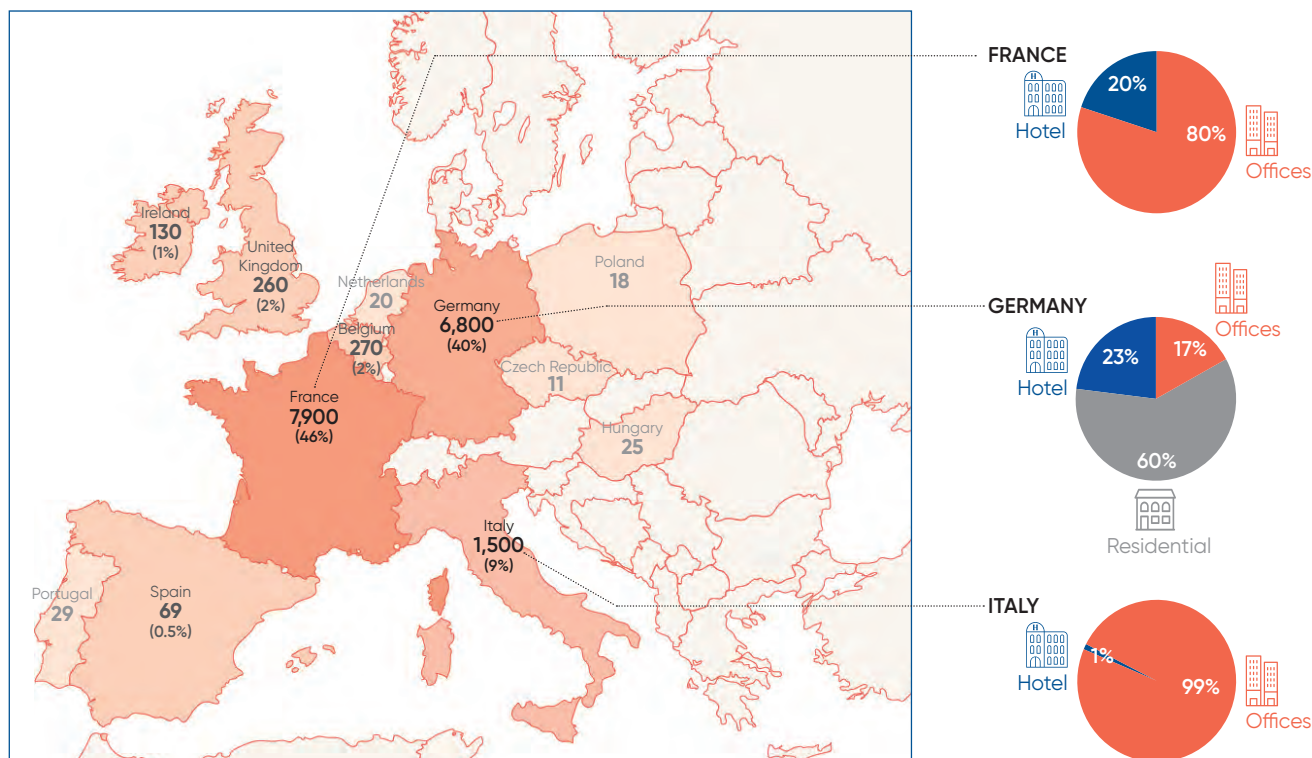 Ireland
130
(1%)
United
Kingdom
260
(2%)
Netherlands
20
Belgium
270
(2%)
Germany
6,800
(40%)
Poland
18
Czech Republic
11
France
7,900
(46%)
Hungary
25
Italy
1,500
(9%)
Portugal
29
Spain
69
(0.5%)
FRANCE
H
Hotel
20%
80%
Offices
GERMANY
H
Hotel
23%
17%
Offices
60%
Residential
ITALY
H
Hotel
1%
99%
Offices